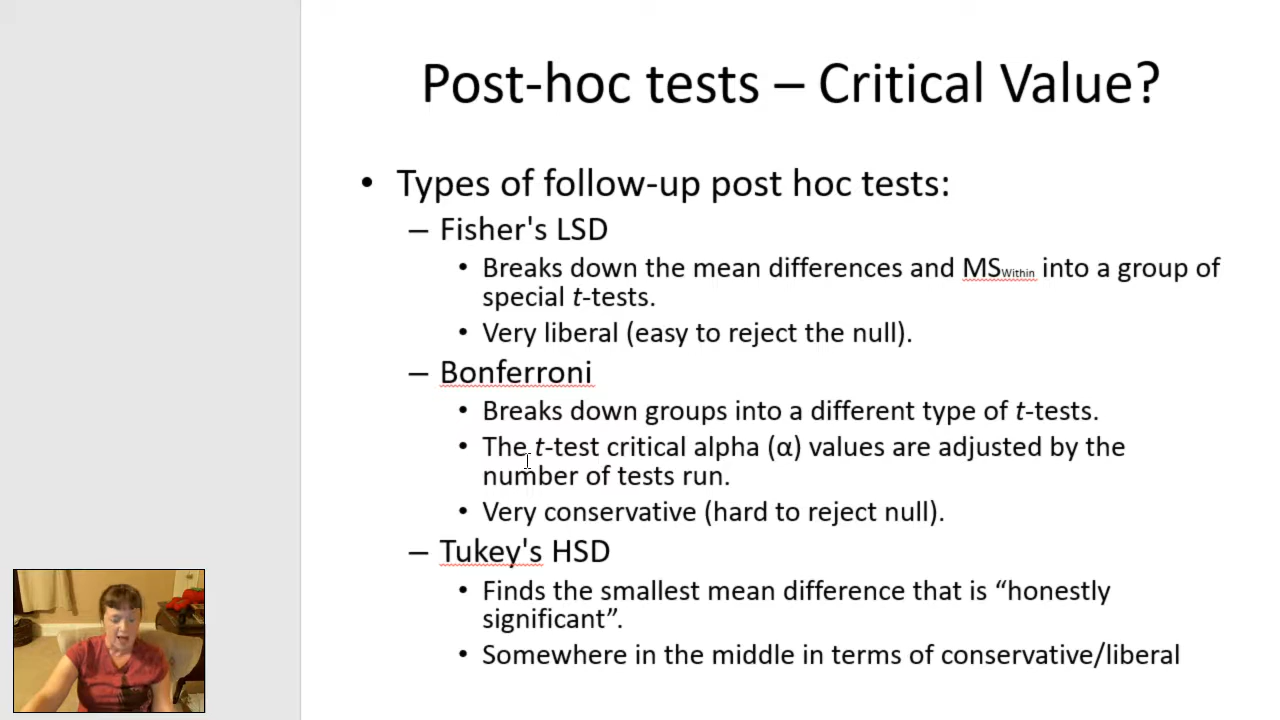 Post-hoc tests – Critical Value?
• Types of follow-up post hoc tests:
– Fisher's LSD
• Breaks down the mean differences and MSWithin into a group of
special t-tests.
• Very liberal (easy to reject the null).
– Bonferroni
• Breaks down groups into a different type of t-tests.
• The t-test critical alpha (α) values are adjusted by the
number of tests run.
• Very conservative (hard to reject null).
– Tukey's HSD
• Finds the smallest mean difference that is “honestly
significant”.
• Somewhere in the middle in terms of conservative/liberal